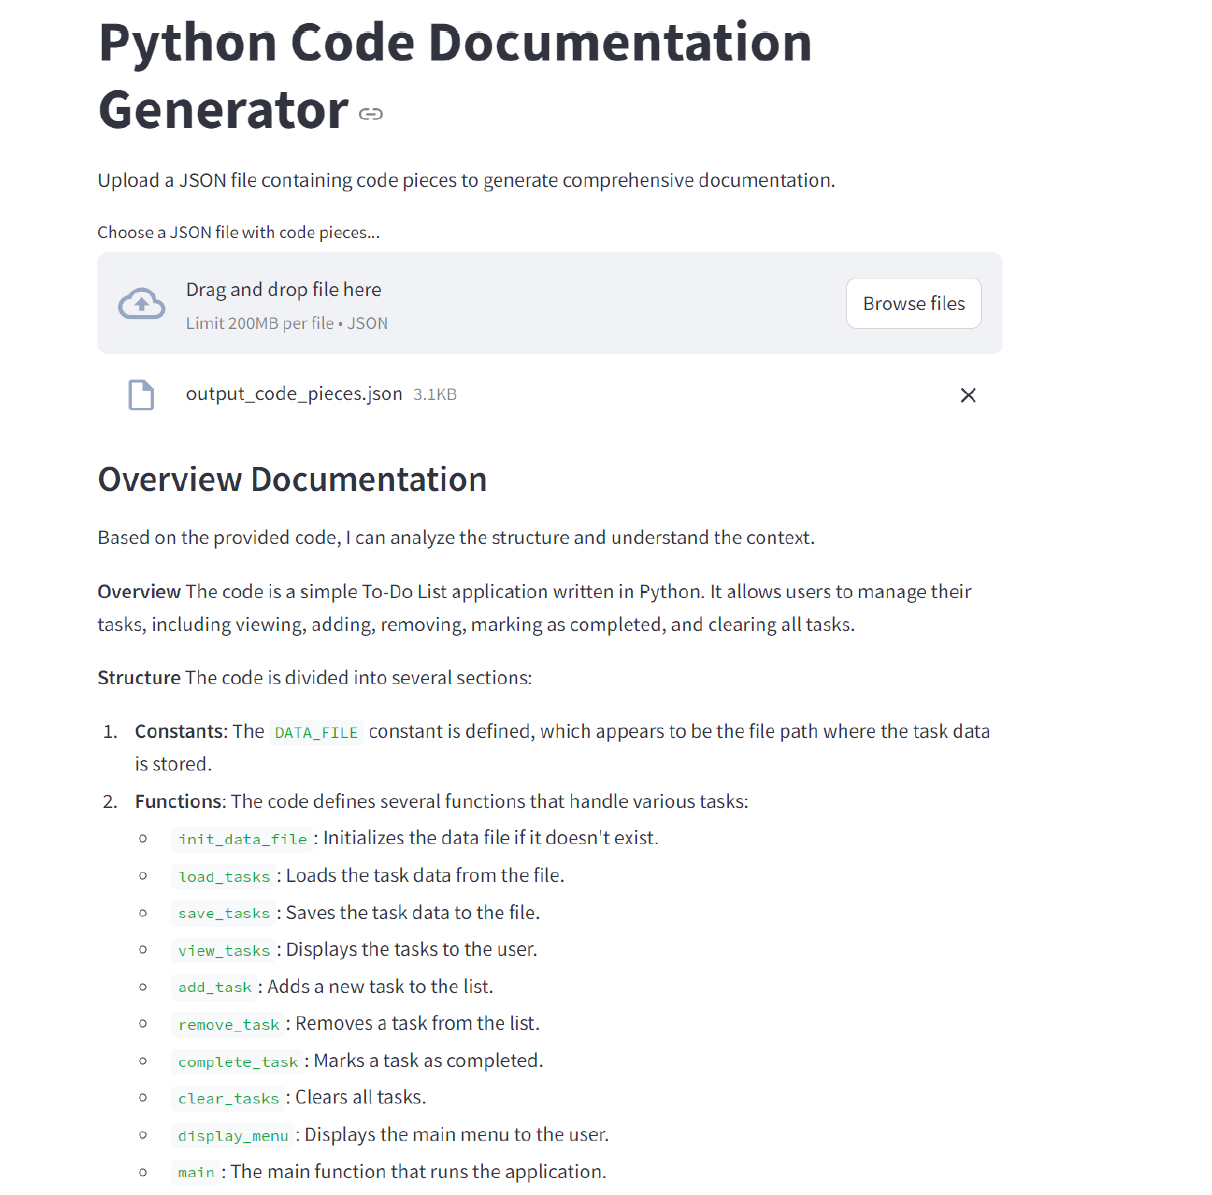 Python Code Documentation
Generator
Upload a JSON file containing code pieces to generate comprehensive documentation.
Choose a JSON file with code pieces...
Drag and drop file here
Limit 200MB per file • JSON
Browse files
output_code_pieces.json 3.1KB
Overview Documentation
Based on the provided code, I can analyze the structure and understand the context.
Overview The code is a simple To-Do List application written in Python. It allows users to manage their
tasks, including viewing, adding, removing, marking as completed, and clearing all tasks.
Structure The code is divided into several sections:
1. Constants: The DATA_FILE constant is defined, which appears to be the file path where the task data
is stored.
2. Functions: The code defines several functions that handle various tasks:
init_data_file : Initializes the data file if it doesn't exist.
load_tasks : Loads the task data from the file.
save_tasks : Saves the task data to the file.
view_tasks : Displays the tasks to the user.
add_task : Adds a new task to the list.
remove_task : Removes a task from the list.
complete_task : Marks a task as completed.
clear_tasks : Clears all tasks.
display_menu : Displays the main menu to the user.
main : The main function that runs the application.